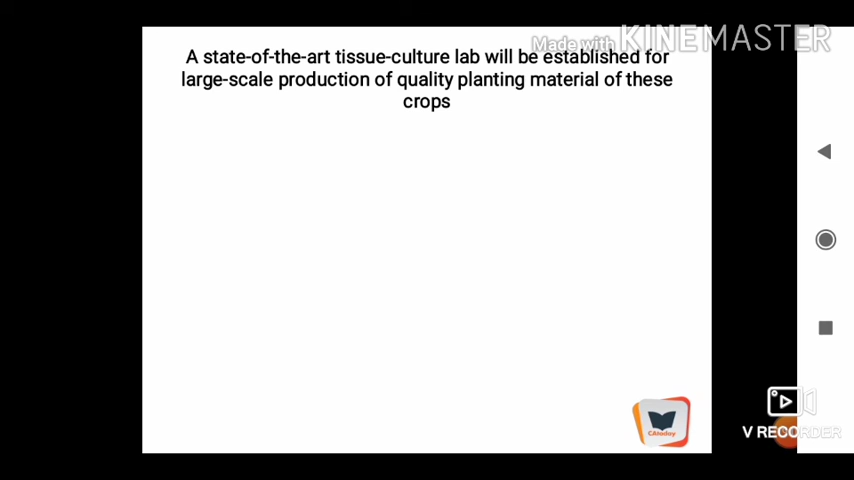 Made with KINEMASTER
A state-of-the-art tissue-culture lab will be established for
large-scale production of quality planting material of these
crops
CAtoday
V RECORDER